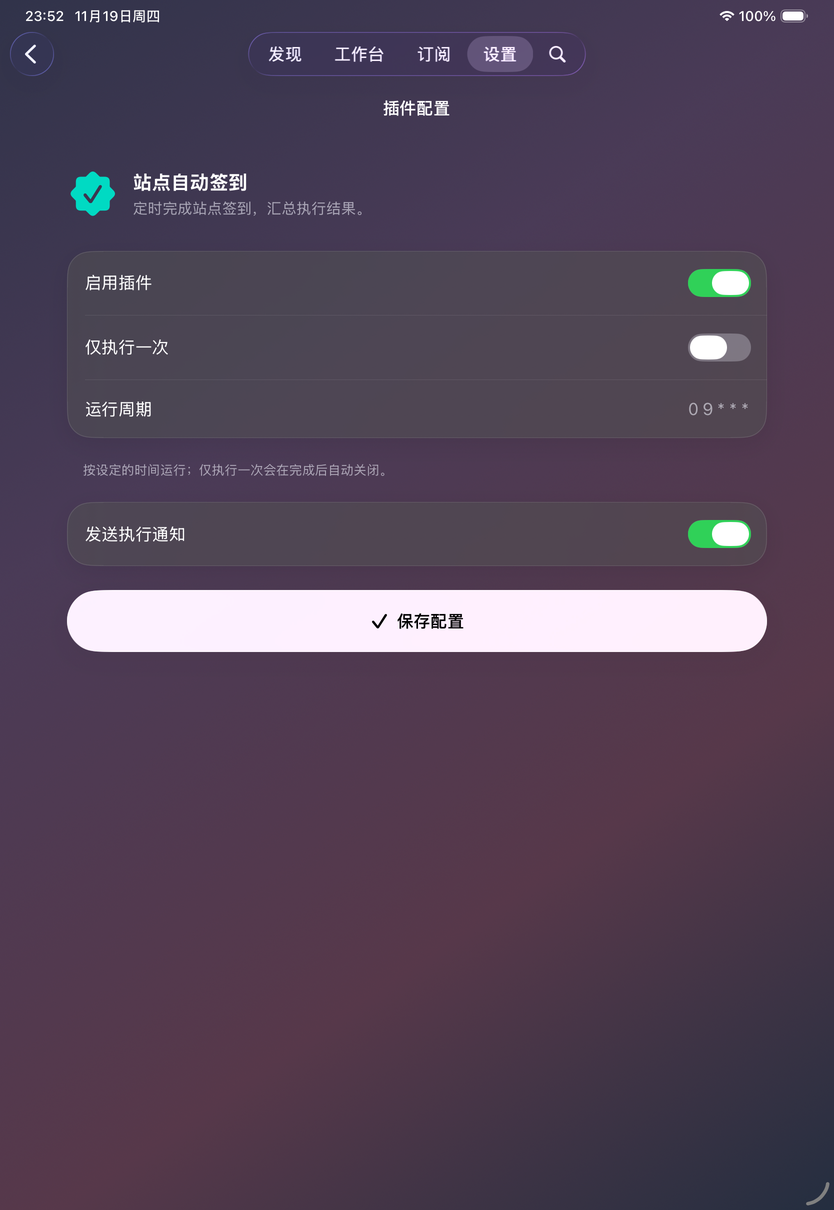 23:52 11月19日周四
100%
发现 工作台 订阅 设置
插件配置
站点自动签到
定时完成站点签到，汇总执行结果。
启用插件
仅执行一次
运行周期 0 9 * * *
按设定的时间运行；仅执行一次会在完成后自动关闭。
发送执行通知
保存配置